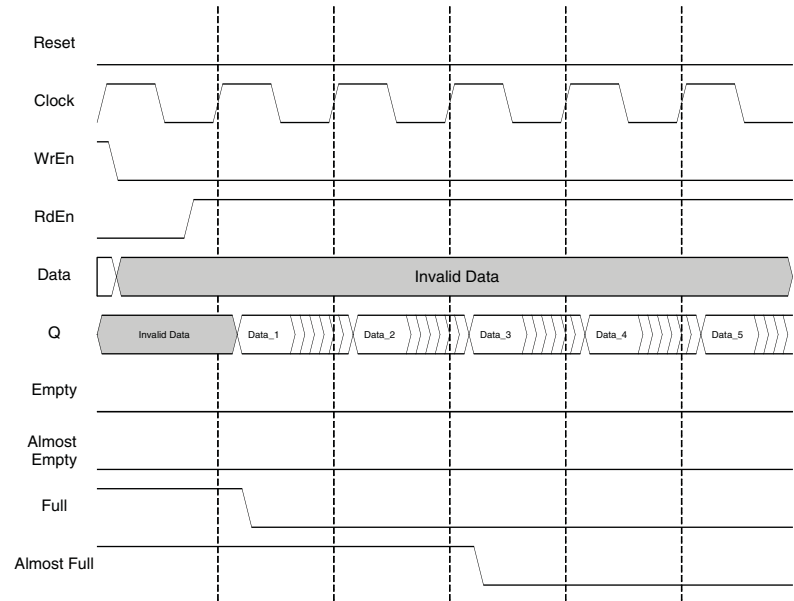 Reset
Clock
WrEn
RdEn
Data
Invalid Data
Q
Invalid Data
Data_1
Data_2
Data_3
Data_4
Data_5
Empty
Almost
Empty
Full
Almost Full